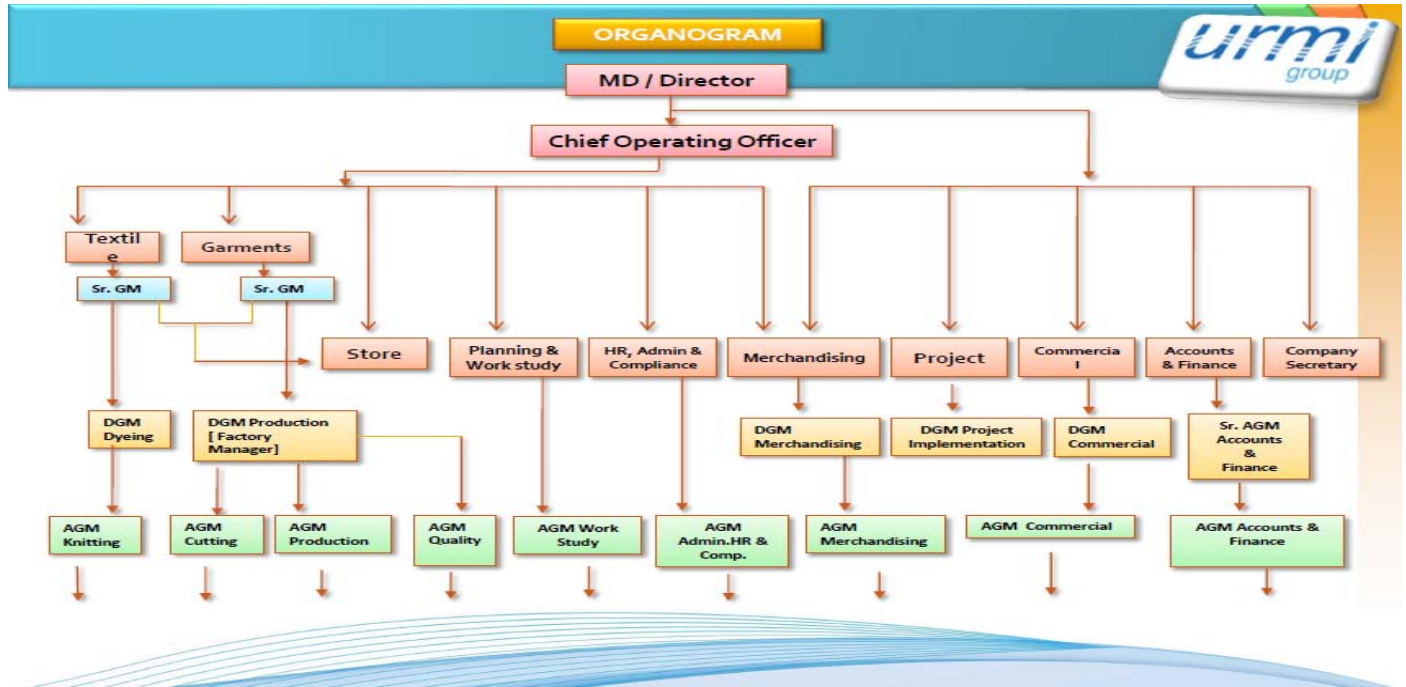 ORGANOGRAM
urmi
group
MD / Director
Chief Operating Officer
Textil
e
Garments
Sr. GM
Sr. GM
Store
Planning &
Work study
HR, Admin &
Compliance
Merchandising
Project
Commercia
l
Accounts
& Finance
Company
Secretary
DGM
Dyeing
DGM Production
[ Factory
Manager]
DGM
Merchandising
DGM Project
Implementation
DGM
Commercial
Sr. AGM
Accounts
&
Finance
AGM
Knitting
AGM
Cutting
AGM
Production
AGM
Quality
AGM Work
Study
AGM
Admin.HR &
Comp.
AGM
Merchandising
AGM Commercial
AGM Accounts &
Finance